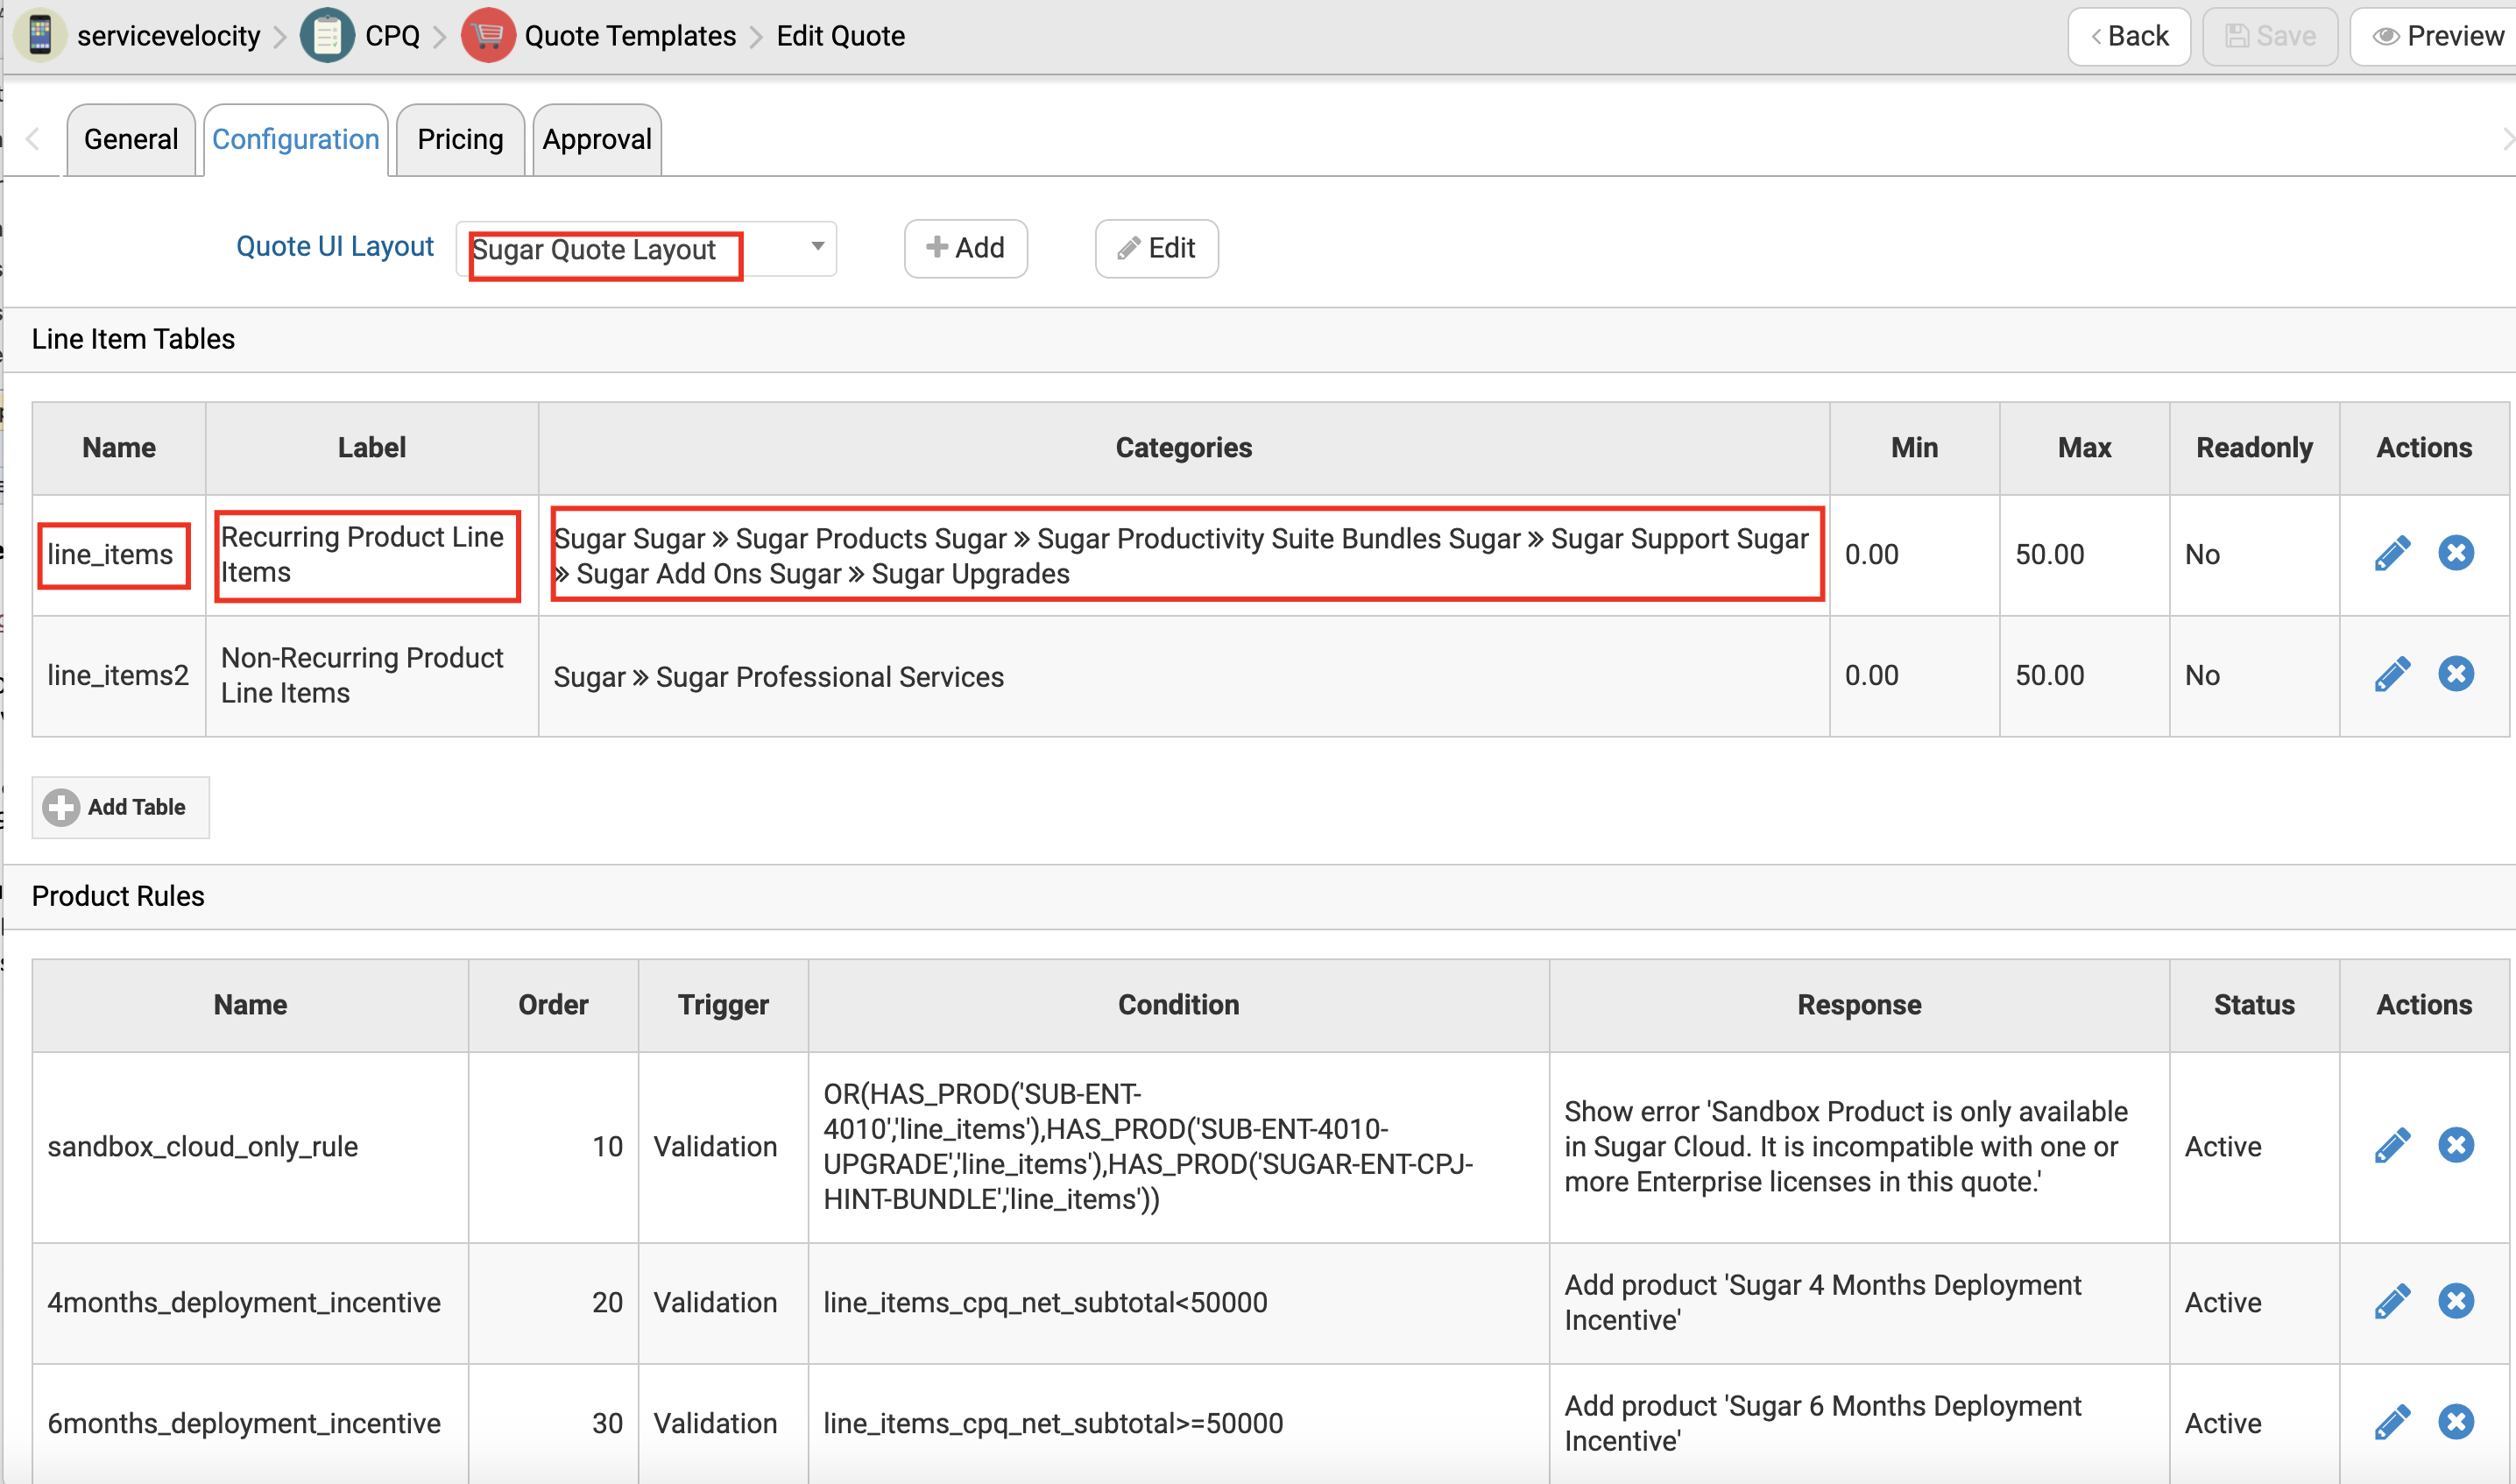 servicevelocity CPQ Quote Templates Edit Quote Back Save Preview
General Configuration Pricing Approval
Quote UI Layout Sugar Quote Layout Add Edit
Line Item Tables
Name Label Categories Min Max Readonly Actions
line_items
Recurring Product Line
Items
Sugar Sugar » Sugar Products Sugar » Sugar Productivity Suite Bundles Sugar » Sugar Support Sugar
» Sugar Add Ons Sugar » Sugar Upgrades
0.00 50.00 No
line_items2
Non-Recurring Product
Line Items
Sugar » Sugar Professional Services
0.00 50.00 No
Add Table
Product Rules
Name Order Trigger Condition Response Status Actions
sandbox_cloud_only_rule 10 Validation
OR(HAS_PROD('SUB-ENT-
4010','line_items'),HAS_PROD('SUB-ENT-4010-
UPGRADE','line_items'),HAS_PROD('SUGAR-ENT-CPJ-
HINT-BUNDLE','line_items'))
Show error 'Sandbox Product is only available
in Sugar Cloud. It is incompatible with one or
more Enterprise licenses in this quote.'
Active
4months_deployment_incentive 20 Validation line_items_cpq_net_subtotal<50000
Add product 'Sugar 4 Months Deployment
Incentive'
Active
6months_deployment_incentive 30 Validation line_items_cpq_net_subtotal>=50000
Add product 'Sugar 6 Months Deployment
Incentive'
Active